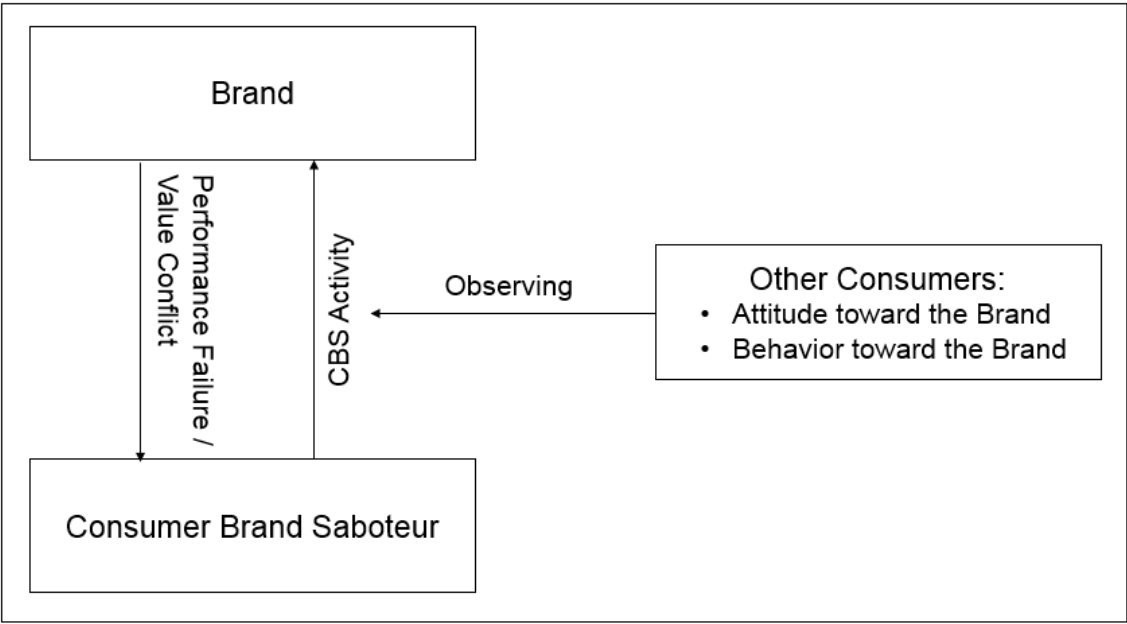 Brand
Performance Failure /
Value Conflict
CBS Activity
Observing
Other Consumers:
• Attitude toward the Brand
• Behavior toward the Brand
Consumer Brand Saboteur